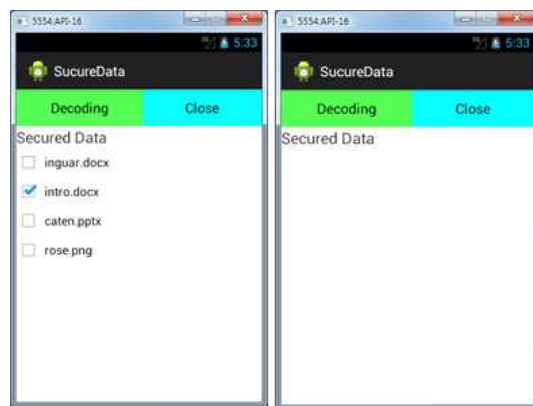 5554:API-16
5:33
SucureData
Decoding Close
Secured Data
inguar.docx
intro.docx
caten.pptx
rose.png
5554:API-16
5:33
SucureData
Decoding Close
Secured Data